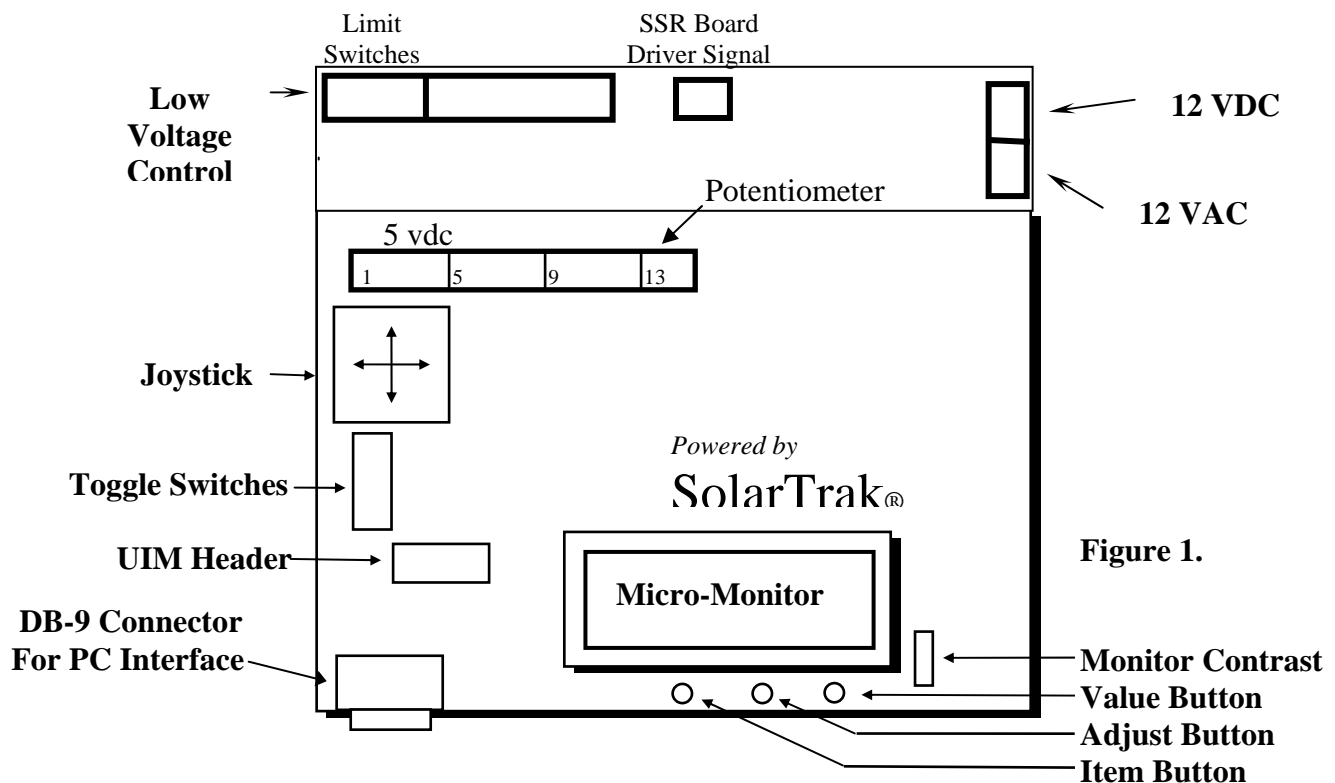 Limit
Switches
SSR Board
Driver Signal
Low
Voltage
Control
12 VDC
12 VAC
Potentiometer
5 vdc
1
5
9
13
Joystick
Powered by
SolarTrak®
Toggle Switches
UIM Header
Figure 1.
Micro-Monitor
DB-9 Connector
For PC Interface
Monitor Contrast
Value Button
Adjust Button
Item Button